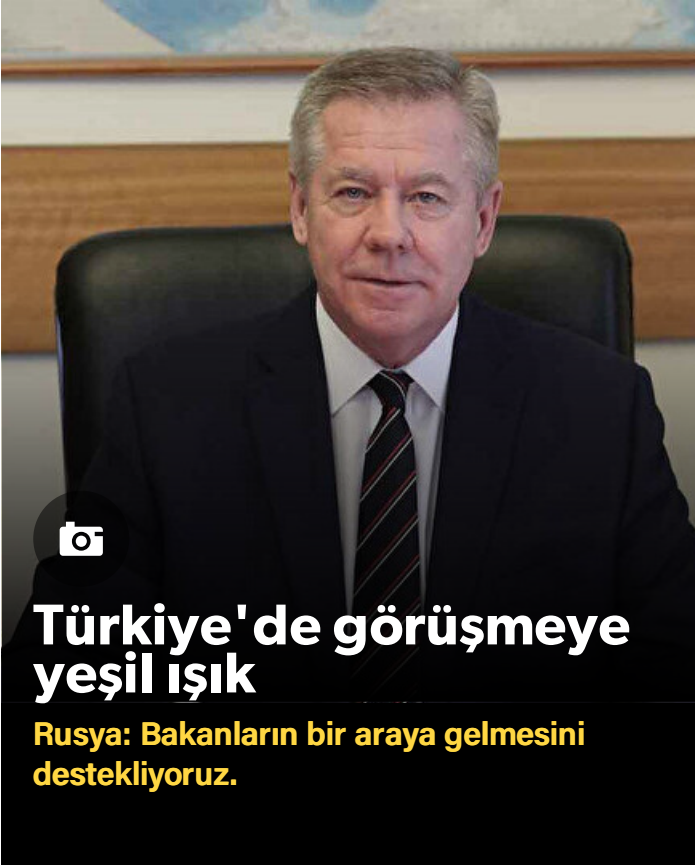 Türkiye'de görüşmeye
yeşil ışık
Rusya: Bakanların bir araya gelmesini
destekliyoruz.